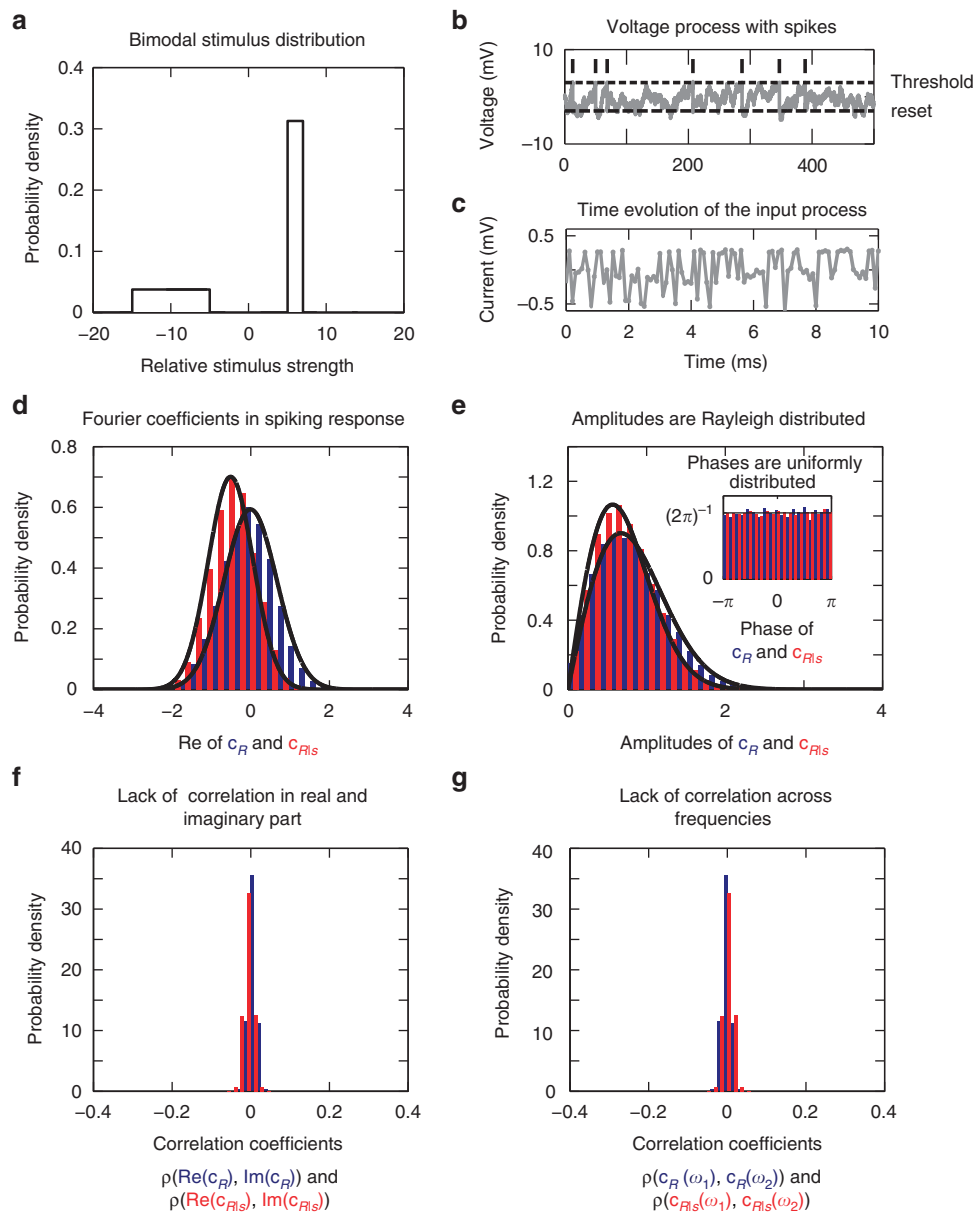 a
Bimodal stimulus distribution
0.4
0.3
0.2
0.1
0
Probability density
−20
−10
0
10
20
Relative stimulus strength
b
Voltage process with spikes
10
−10
Voltage (mV)
Threshold
reset
0
200
400
c
Time evolution of the input process
0.5
−0.5
Current (mV)
0
2
4
6
8
10
Time (ms)
d
Fourier coefficients in spiking response
0.8
0.6
0.4
0.2
0
Probability density
−4
−2
0
2
4
Re of c_R and c_R|s
e
Amplitudes are Rayleigh distributed
1.2
0.8
0.4
0
Probability density
Phases are uniformly
distributed
(2π)⁻¹
0
−π
0
π
Phase of
c_R and c_R|s
0
2
4
Amplitudes of c_R and c_R|s
f
Lack of correlation in real and
imaginary part
40
30
20
10
0
Probability density
−0.4
−0.2
0
0.2
0.4
Correlation coefficients
ρ(Re(c_R), Im(c_R)) and
ρ(Re(c_R|s), Im(c_R|s))
g
Lack of correlation across
frequencies
40
30
20
10
0
Probability density
−0.4
−0.2
0
0.2
0.4
Correlation coefficients
ρ(c_R (ω₁), c_R(ω₂)) and
ρ(c_R|s(ω₁), c_R|s(ω₂))